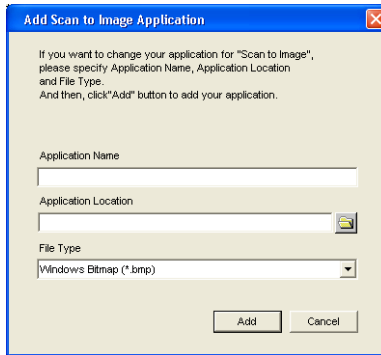 Add Scan to Image Application
If you want to change your application for "Scan to Image",
please specify Application Name, Application Location
and File Type.
And then, click"Add" button to add your application.
Application Name
Application Location
File Type
Windows Bitmap (*.bmp)
Add
Cancel